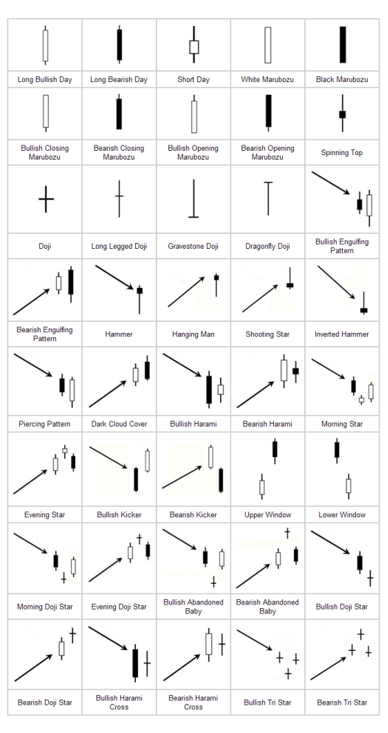 Long Bullish Day
Long Bearish Day
Short Day
White Marubozu
Black Marubozu
Bullish Closing
Marubozu
Bearish Closing
Marubozu
Bullish Opening
Marubozu
Bearish Opening
Marubozu
Spinning Top
Doji
Long Legged Doji
Gravestone Doji
Dragonfly Doji
Bullish Engulfing
Pattern
Bearish Engulfing
Pattern
Hammer
Hanging Man
Shooting Star
Inverted Hammer
Piercing Pattern
Dark Cloud Cover
Bullish Harami
Bearish Harami
Morning Star
Evening Star
Bullish Kicker
Bearish Kicker
Upper Window
Lower Window
Morning Doji Star
Evening Doji Star
Bullish Abandoned
Baby
Bearish Abandoned
Baby
Bullish Doji Star
Bearish Doji Star
Bullish Harami
Cross
Bearish Harami
Cross
Bullish Tri Star
Bearish Tri Star